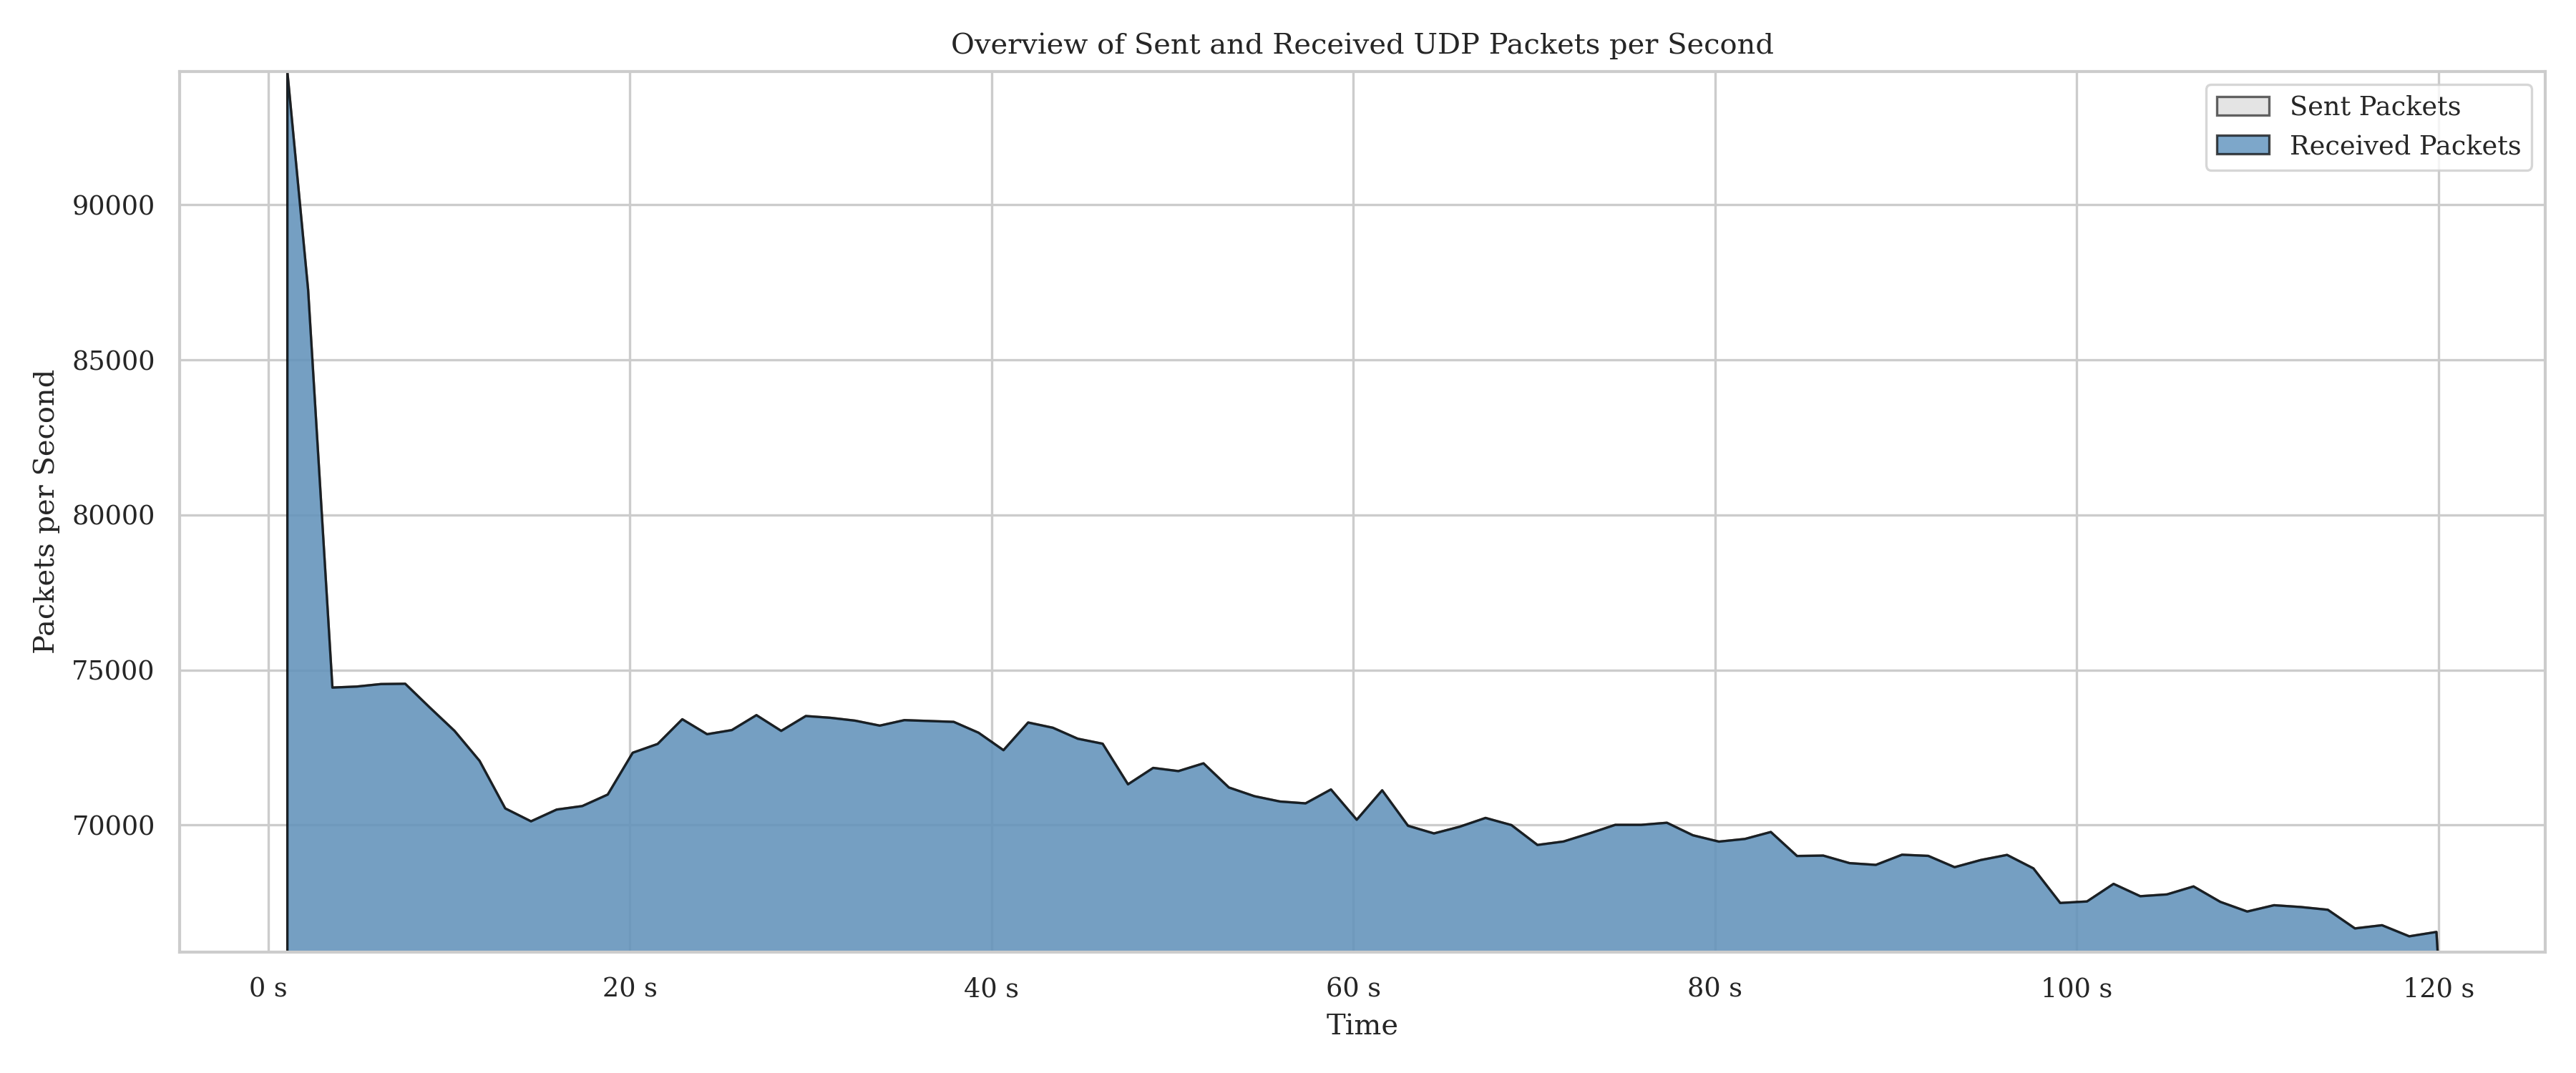 Overview of Sent and Received UDP Packets per Second
Sent Packets
Received Packets
Packets per Second
90000
85000
80000
75000
70000
0 s
20 s
40 s
60 s
80 s
100 s
120 s
Time